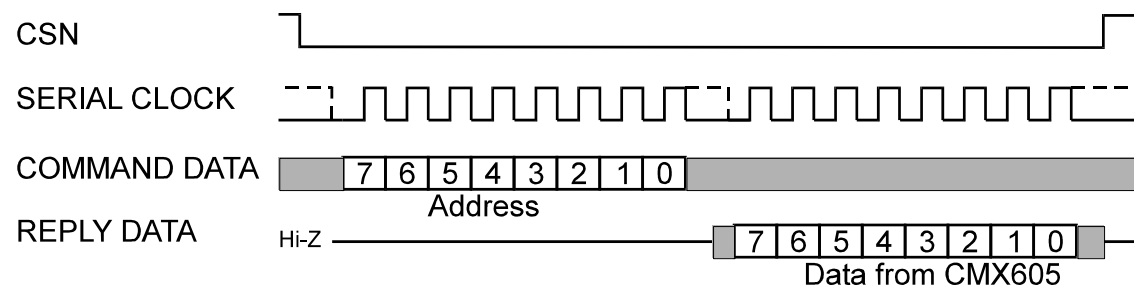 CSN
SERIAL CLOCK
COMMAND DATA 7 6 5 4 3 2 1 0
Address
REPLY DATA Hi-Z 7 6 5 4 3 2 1 0
Data from CMX605